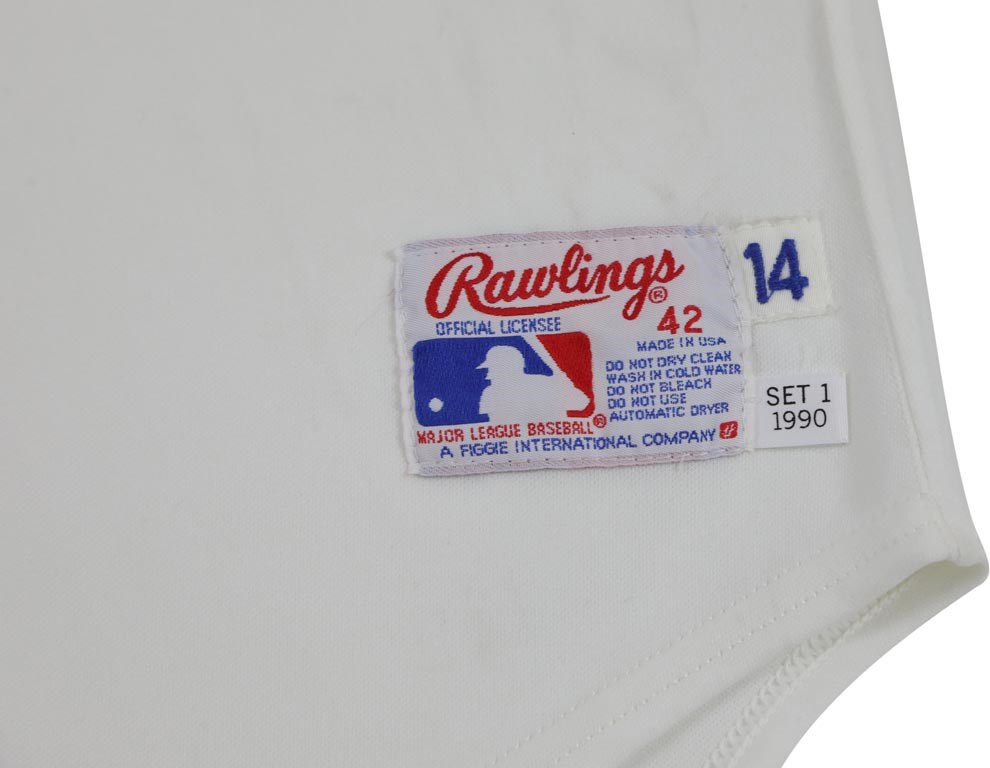 Rawlings®
42
14
OFFICIAL LICENSEE
MADE IN USA
DO NOT DRY CLEAN
WASH IN COLD WATER
DO NOT BLEACH
DO NOT USE
AUTOMATIC DRYER
MAJOR LEAGUE BASEBALL®
A FIGGIE INTERNATIONAL COMPANY
SET 1
1990